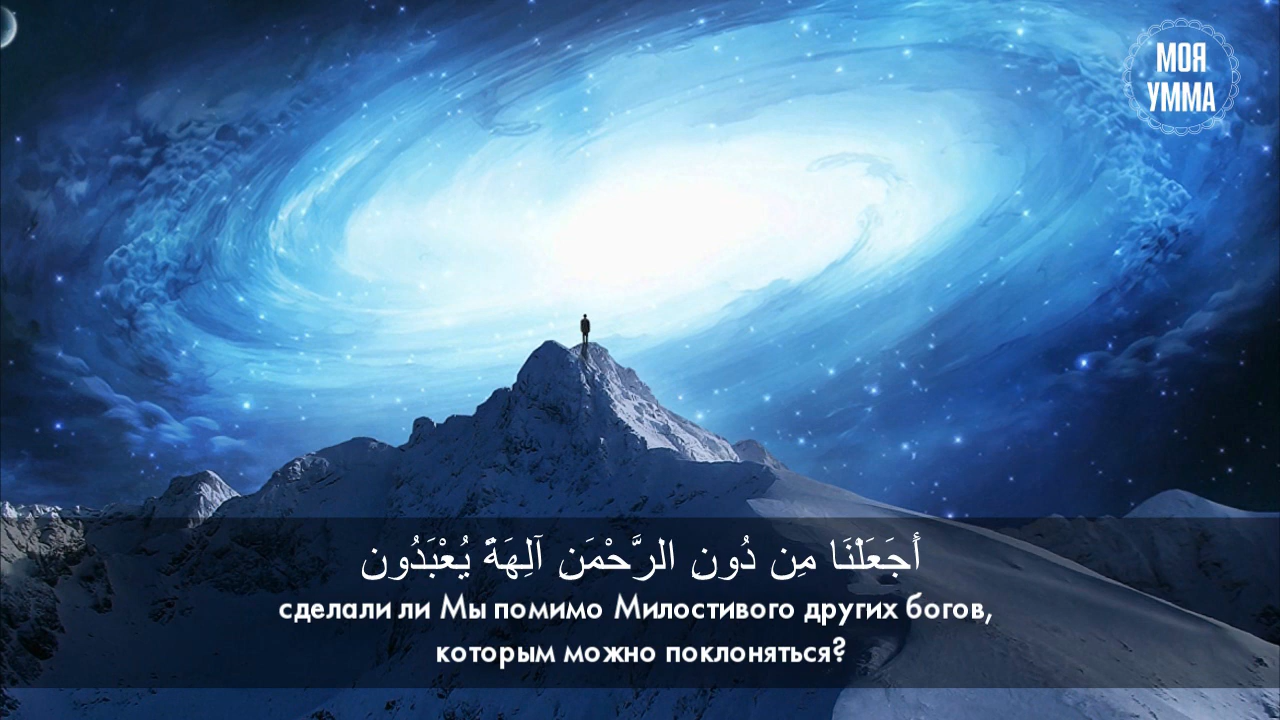 МОЯ
УММА
أَجَعَلْنَا مِن دُونِ الرَّحْمَنِ آلِهَةً يُعْبَدُون
сделали ли Мы помимо Милостивого других богов,
которым можно поклоняться?